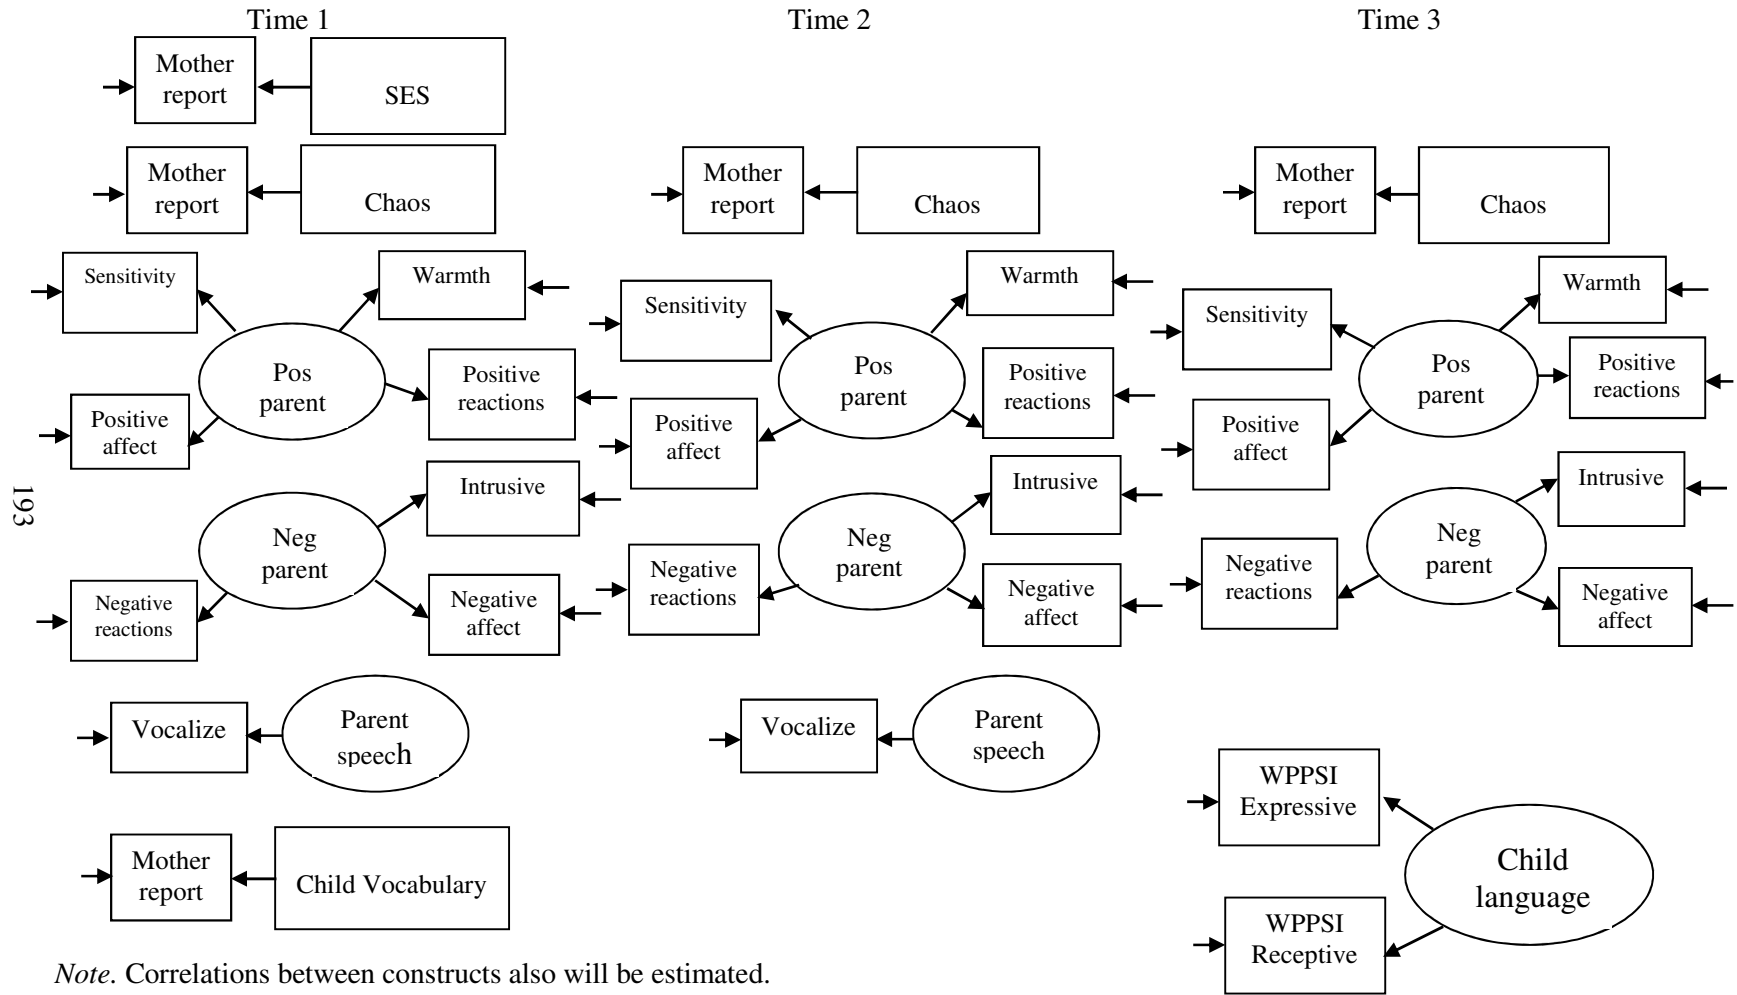 Time 1
Time 2
Time 3
Mother
report
SES
Mother
report
Chaos
Mother
report
Chaos
Mother
report
Chaos
Sensitivity
Warmth
Pos
parent
Positive
reactions
Positive
affect
Sensitivity
Warmth
Pos
parent
Positive
reactions
Positive
affect
Sensitivity
Warmth
Pos
parent
Positive
reactions
Positive
affect
193
Intrusive
Neg
parent
Negative
reactions
Negative
affect
Intrusive
Neg
parent
Negative
reactions
Negative
affect
Intrusive
Neg
parent
Negative
reactions
Negative
affect
Vocalize
Parent
speech
Vocalize
Parent
speech
Mother
report
Child Vocabulary
WPPSI
Expressive
Child
language
WPPSI
Receptive
Note. Correlations between constructs also will be estimated.